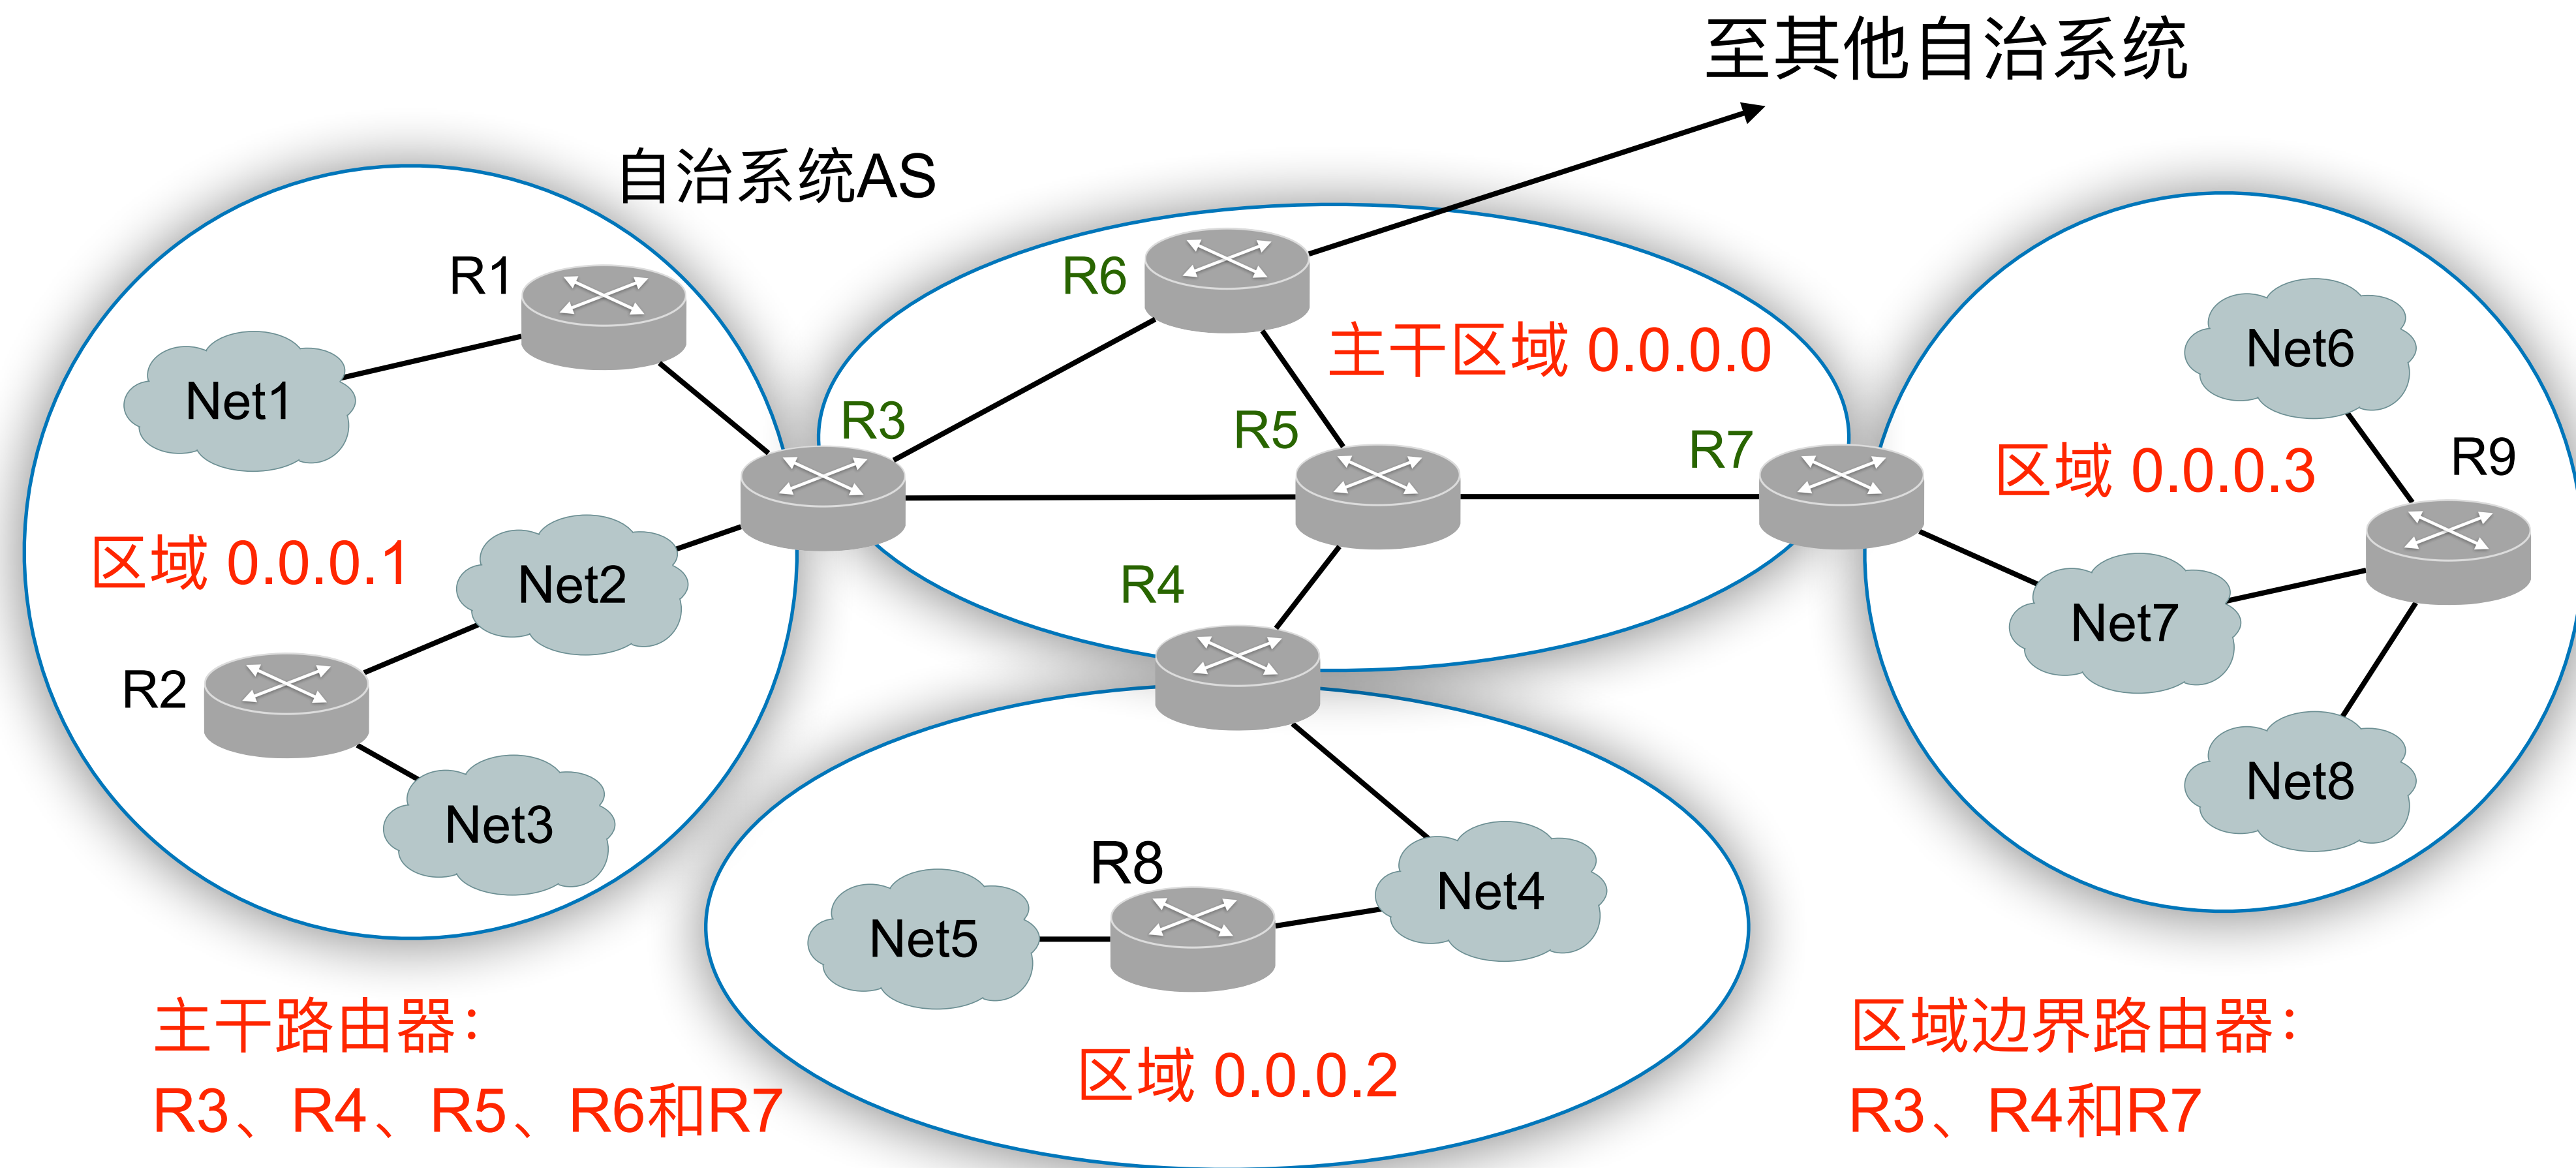 至其他自治系统
自治系统AS
R1
R6
主干区域 0.0.0.0
Net6
Net1
R3
R5
R7
区域 0.0.0.3
R9
区域 0.0.0.1
Net2
R4
Net7
R2
Net3
Net8
R8
Net4
Net5
主干路由器：
R3、R4、R5、R6和R7
区域 0.0.0.2
区域边界路由器：
R3、R4和R7